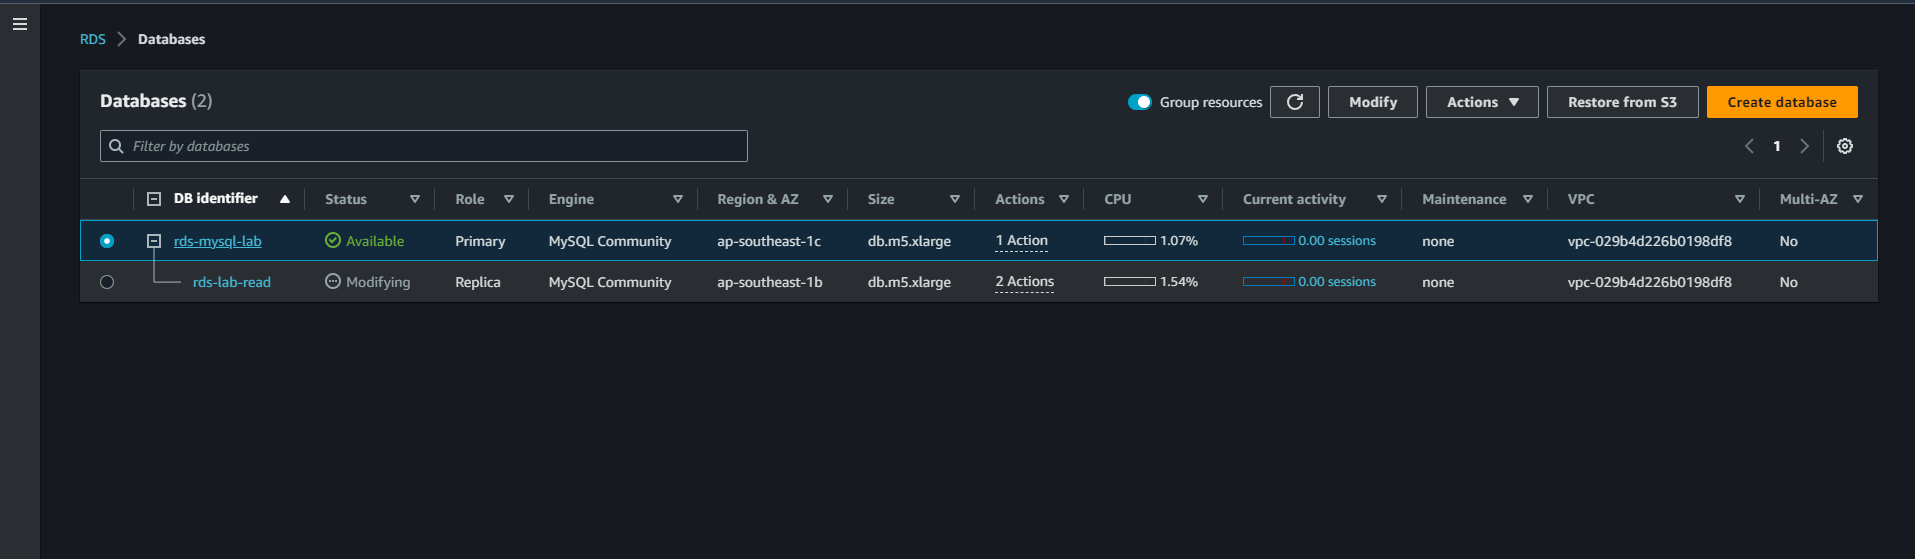 RDS Databases
Databases (2) Group resources Modify Actions Restore from S3 Create database
Filter by databases 1
DB identifier Status Role Engine Region & AZ Size Actions CPU Current activity Maintenance VPC Multi-AZ
rds-mysql-lab Available Primary MySQL Community ap-southeast-1c db.m5.xlarge 1 Action 1.07% 0.00 sessions none vpc-029b4d226b0198df8 No
rds-lab-read Modifying Replica MySQL Community ap-southeast-1b db.m5.xlarge 2 Actions 1.54% 0.00 sessions none vpc-029b4d226b0198df8 No